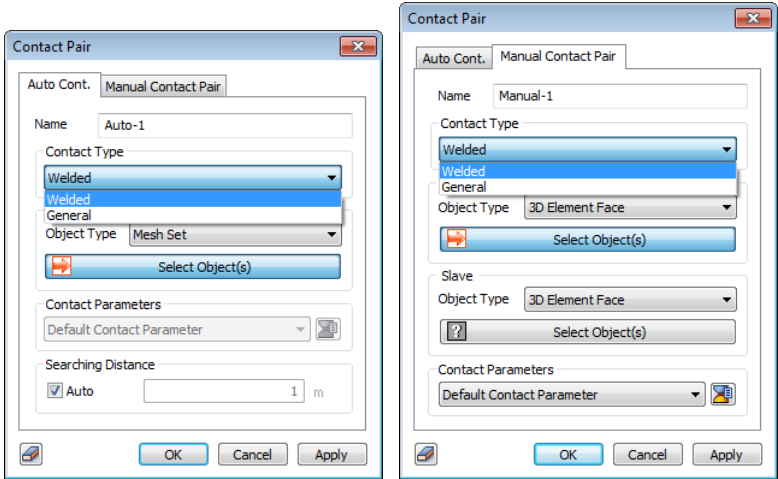 Contact Pair
Auto Cont. Manual Contact Pair
Name Auto-1
Contact Type
Welded
Welded
General
Object Type Mesh Set
Select Object(s)
Contact Parameters
Default Contact Parameter
Searching Distance
Auto 1 m
OK Cancel Apply
Contact Pair
Auto Cont. Manual Contact Pair
Name Manual-1
Contact Type
Welded
Welded
General
Object Type 3D Element Face
Select Object(s)
Slave
Object Type 3D Element Face
? Select Object(s)
Contact Parameters
Default Contact Parameter
OK Cancel Apply